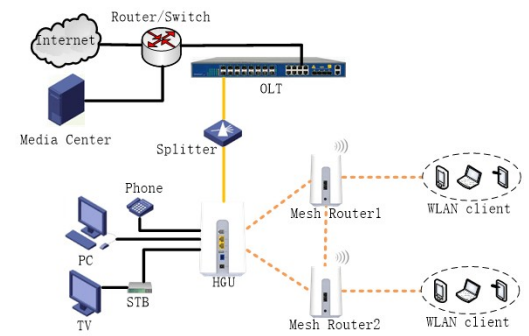 Router/Switch
Internet
OLT
Media Center
Splitter
Phone
Mesh Router1
WLAN client
PC
HGU
STB
TV
Mesh Router2
WLAN client